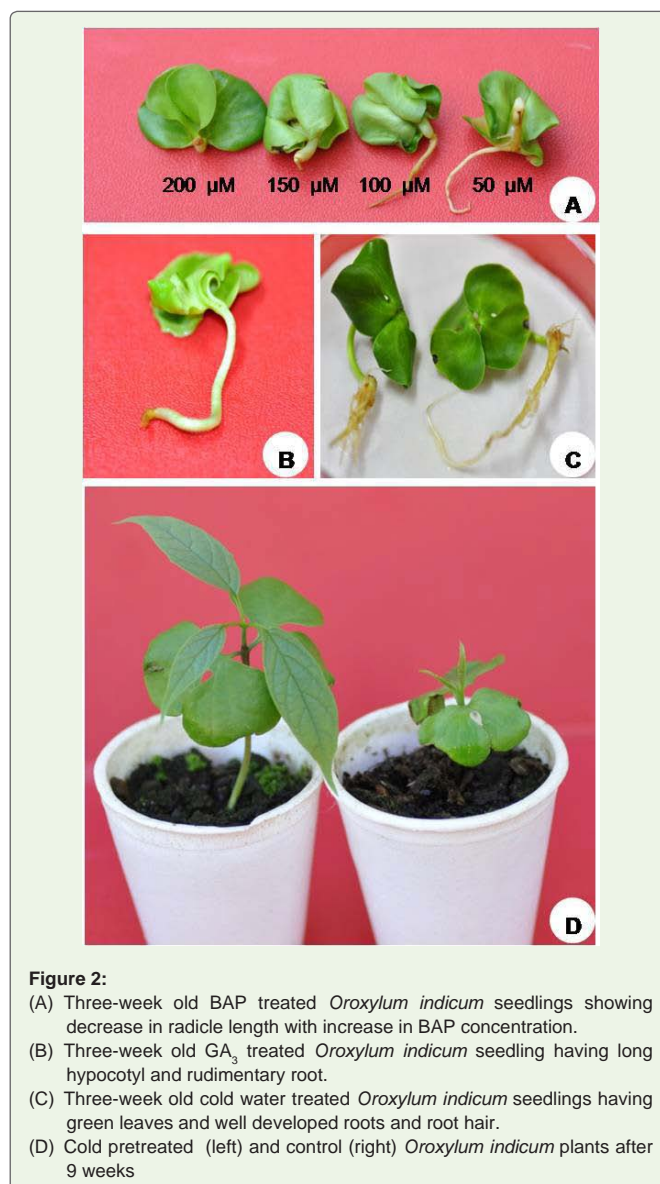 200 µM 150 µM 100 µM 50 µM
A
B
C
D
Figure 2:
(A) Three-week old BAP treated Oroxylum indicum seedlings showing
decrease in radicle length with increase in BAP concentration.
(B) Three-week old GA3 treated Oroxylum indicum seedling having long
hypocotyl and rudimentary root.
(C) Three-week old cold water treated Oroxylum indicum seedlings having
green leaves and well developed roots and root hair.
(D) Cold pretreated (left) and control (right) Oroxylum indicum plants after
9 weeks